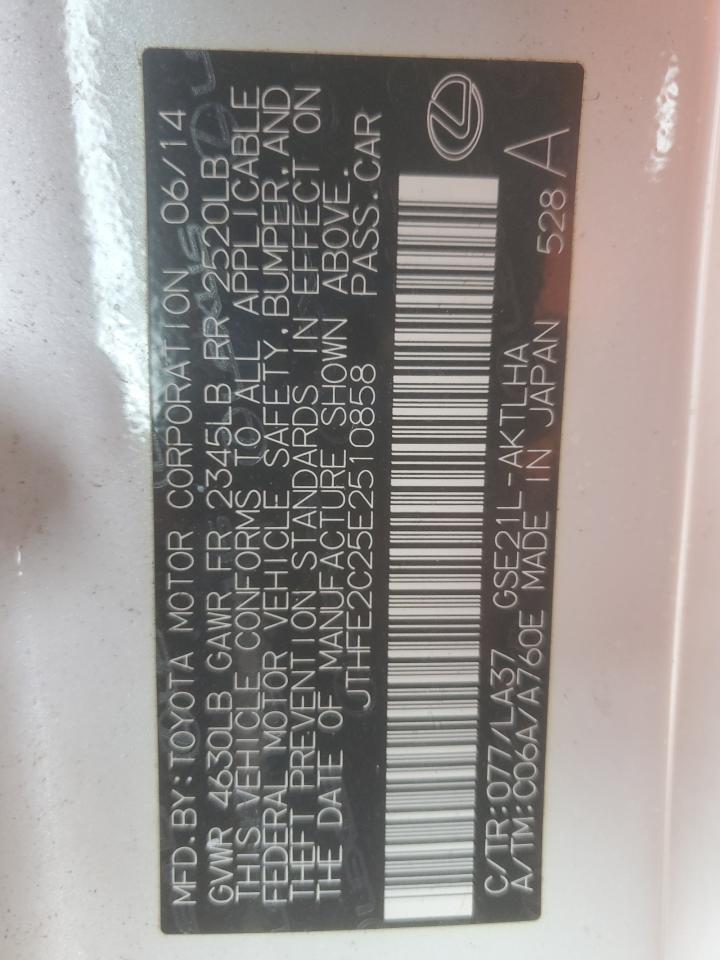 MFD.BY:TOYOTA MOTOR CORPORATION 06/14
GVWR 4630LB GAWR FR 2345LB RR 2520LB
THIS VEHICLE CONFORMS TO ALL APPLICABLE
FEDERAL MOTOR VEHICLE SAFETY,BUMPER,AND
THEFT PREVENTION STANDARDS IN EFFECT ON
THE DATE OF MANUFACTURE SHOWN ABOVE.
JTHFE2C25E2510858 PASS.CAR
C/TR:077/LA37 GSE21L-AKTLHA
A/TM:C06A/A760E MADE IN JAPAN 528 A